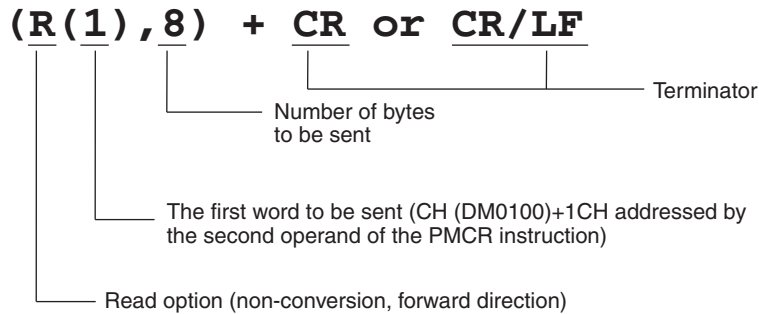 (R(1),8) + CR or CR/LF
Terminator
Number of bytes
to be sent
The first word to be sent (CH (DM0100)+1CH addressed by
the second operand of the PMCR instruction)
Read option (non-conversion, forward direction)